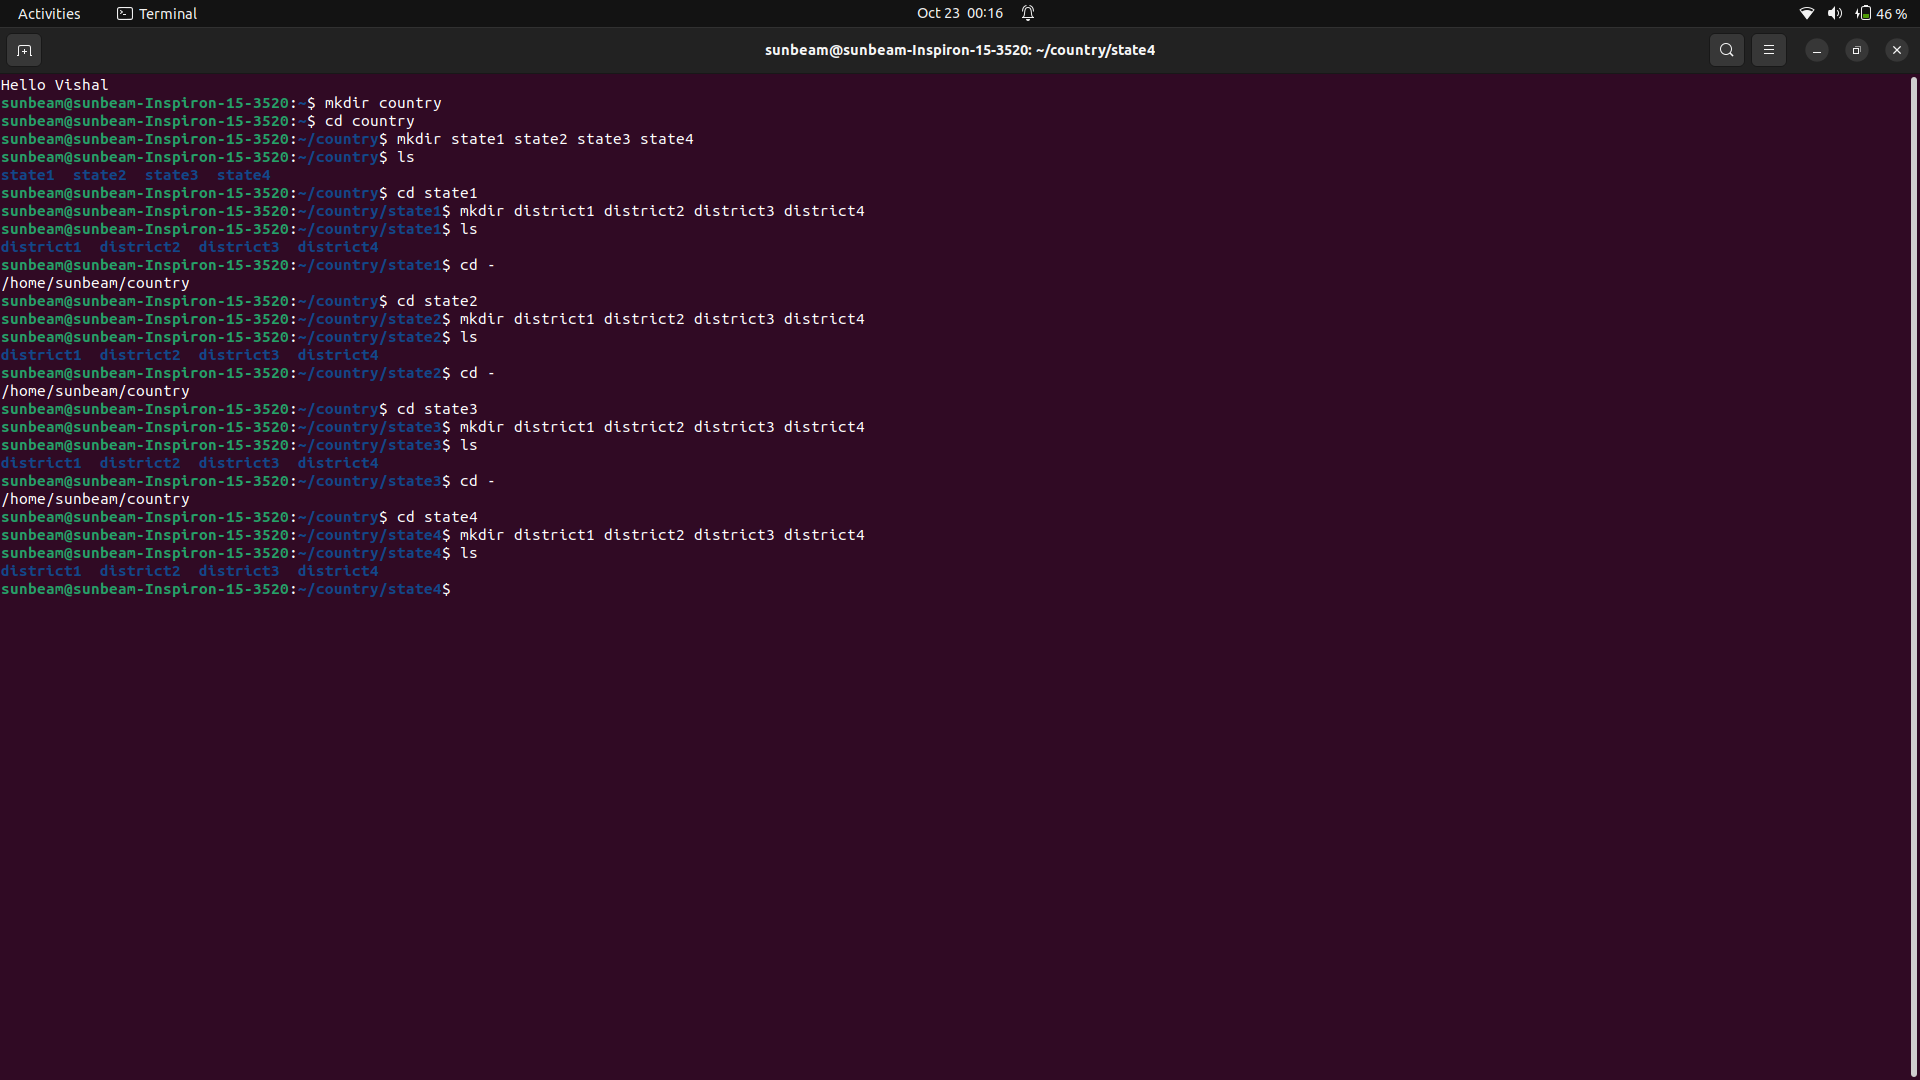 Activities Terminal Oct 23 00:16 46 %
sunbeam@sunbeam-Inspiron-15-3520: ~/country/state4
Hello Vishal
sunbeam@sunbeam-Inspiron-15-3520:~$ mkdir country
sunbeam@sunbeam-Inspiron-15-3520:~$ cd country
sunbeam@sunbeam-Inspiron-15-3520:~/country$ mkdir state1 state2 state3 state4
sunbeam@sunbeam-Inspiron-15-3520:~/country$ ls
state1  state2  state3  state4
sunbeam@sunbeam-Inspiron-15-3520:~/country$ cd state1
sunbeam@sunbeam-Inspiron-15-3520:~/country/state1$ mkdir district1 district2 district3 district4
sunbeam@sunbeam-Inspiron-15-3520:~/country/state1$ ls
district1  district2  district3  district4
sunbeam@sunbeam-Inspiron-15-3520:~/country/state1$ cd -
/home/sunbeam/country
sunbeam@sunbeam-Inspiron-15-3520:~/country$ cd state2
sunbeam@sunbeam-Inspiron-15-3520:~/country/state2$ mkdir district1 district2 district3 district4
sunbeam@sunbeam-Inspiron-15-3520:~/country/state2$ ls
district1  district2  district3  district4
sunbeam@sunbeam-Inspiron-15-3520:~/country/state2$ cd -
/home/sunbeam/country
sunbeam@sunbeam-Inspiron-15-3520:~/country$ cd state3
sunbeam@sunbeam-Inspiron-15-3520:~/country/state3$ mkdir district1 district2 district3 district4
sunbeam@sunbeam-Inspiron-15-3520:~/country/state3$ ls
district1  district2  district3  district4
sunbeam@sunbeam-Inspiron-15-3520:~/country/state3$ cd -
/home/sunbeam/country
sunbeam@sunbeam-Inspiron-15-3520:~/country$ cd state4
sunbeam@sunbeam-Inspiron-15-3520:~/country/state4$ mkdir district1 district2 district3 district4
sunbeam@sunbeam-Inspiron-15-3520:~/country/state4$ ls
district1  district2  district3  district4
sunbeam@sunbeam-Inspiron-15-3520:~/country/state4$